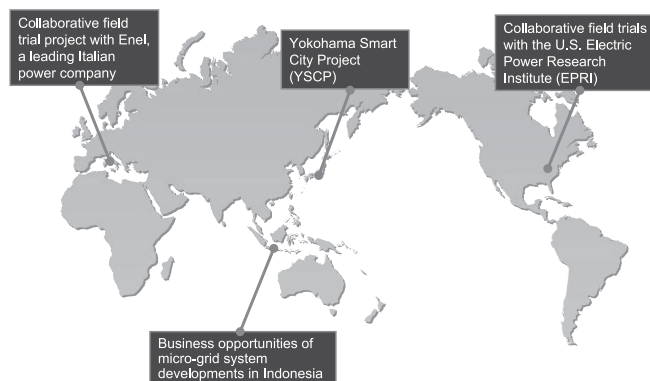 Collaborative field
trial project with Enel,
a leading Italian
power company
Yokohama Smart
City Project
(YSCP)
Collaborative field trials
with the U.S. Electric
Power Research
Institute (EPRI)
Business opportunities of
micro-grid system
developments in Indonesia